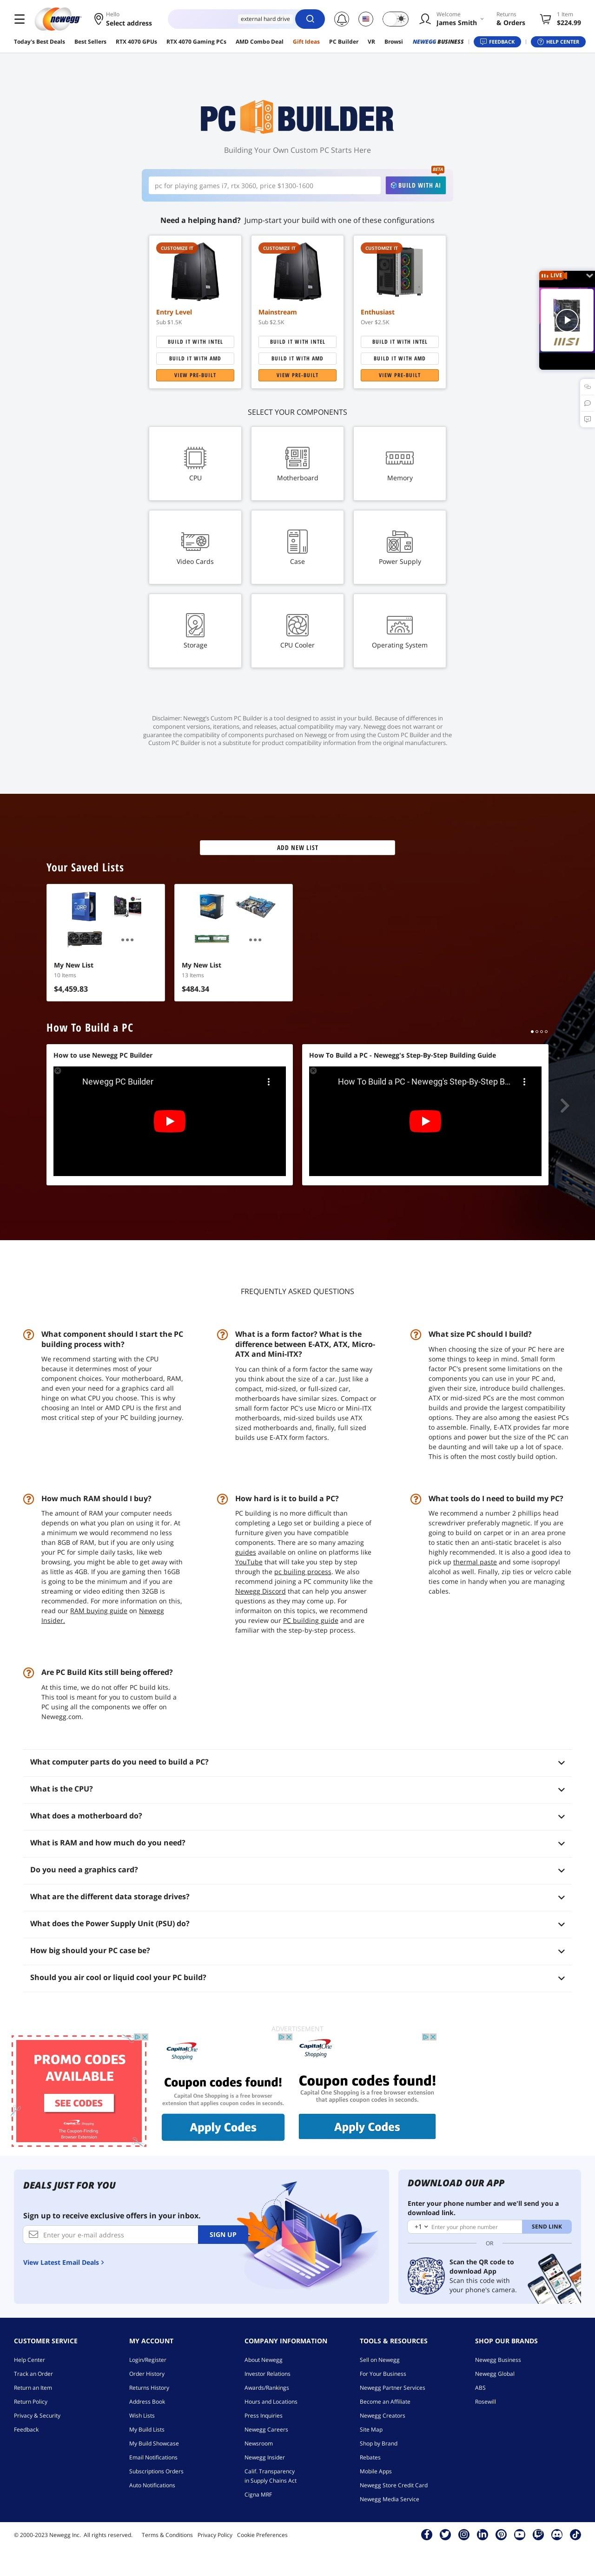 newegg
Hello
Select address
external hard drive
Welcome
James Smith
Returns
& Orders
1 Item
$224.99
Today's Best Deals
Best Sellers
RTX 4070 GPUs
RTX 4070 Gaming PCs
AMD Combo Deal
Gift Ideas
PC Builder
VR
Browsi
NEWEGG BUSINESS
FEEDBACK
HELP CENTER
PC BUILDER
Building Your Own Custom PC Starts Here
BETA
pc for playing games i7, rtx 3060, price $1300-1600
BUILD WITH AI
Need a helping hand? Jump-start your build with one of these configurations
CUSTOMIZE IT
Entry Level
Sub $1.5K
BUILD IT WITH INTEL
BUILD IT WITH AMD
VIEW PRE-BUILT
CUSTOMIZE IT
Mainstream
Sub $2.5K
BUILD IT WITH INTEL
BUILD IT WITH AMD
VIEW PRE-BUILT
CUSTOMIZE IT
Enthusiast
Over $2.5K
BUILD IT WITH INTEL
BUILD IT WITH AMD
VIEW PRE-BUILT
LIVE
msi
SELECT YOUR COMPONENTS
CPU
Motherboard
Memory
Video Cards
Case
Power Supply
Storage
CPU Cooler
Operating System
Disclaimer: Newegg's Custom PC Builder is a tool designed to assist in your build. Because of differences in
component versions, iterations, and releases, actual compatibility may vary. Newegg does not warrant or
guarantee the compatibility of components purchased on Newegg or from using the Custom PC Builder and the
Custom PC Builder is not a substitute for product compatibility information from the original manufacturers.
ADD NEW LIST
Your Saved Lists
My New List
10 Items
$4,459.83
My New List
13 Items
$484.34
How To Build a PC
How to use Newegg PC Builder
Newegg PC Builder
How To Build a PC - Newegg's Step-By-Step Building Guide
How To Build a PC - Newegg's Step-By-Step B...
FREQUENTLY ASKED QUESTIONS
What component should I start the PC
building process with?
We recommend starting with the CPU
because it determines most of your
component choices. Your motherboard, RAM,
and even your need for a graphics card all
hinge on what CPU you choose. This is why
choosing an Intel or AMD CPU is the first and
most critical step of your PC building journey.
What is a form factor? What is the
difference between E-ATX, ATX, Micro-
ATX and Mini-ITX?
You can think of a form factor the same way
you think about the size of a car. Just like a
compact, mid-sized, or full-sized car,
motherboards have similar sizes. Compact or
small form factor PC's use Micro or Mini-ITX
motherboards, mid-sized builds use ATX
sized motherboards and, finally, full sized
builds use E-ATX form factors.
What size PC should I build?
When choosing the size of your PC here are
some things to keep in mind. Small form
factor PC's present some limitations on the
components you can use in your PC and,
given their size, introduce build challenges.
ATX or mid-sized PCs are the most common
builds and provide the largest compatibility
options. They are also among the easiest PCs
to assemble. Finally, E-ATX provides far more
options and power but the size of the PC can
be daunting and will take up a lot of space.
This is often the most costly build option.
How much RAM should I buy?
The amount of RAM your computer needs
depends on what you plan on using it for. At
a minimum we would recommend no less
than 8GB of RAM, but if you are only using
your PC for simple daily tasks, like web
browsing, you might be able to get away with
as little as 4GB. If you are gaming then 16GB
is going to be the minimum and if you are
streaming or video editing then 32GB is
recommended. For more information on this,
read our RAM buying guide on Newegg
Insider.
How hard is it to build a PC?
PC building is no more difficult than
completing a Lego set or building a piece of
furniture given you have compatible
components. There are so many amazing
guides available on online platforms like
YouTube that will take you step by step
through the pc builing process. We also
recommend joining a PC community like the
Newegg Discord that can help you answer
questions as they may come up. For
informaiton on this topics, we recommend
you review our PC building guide and are
familiar with the step-by-step process.
What tools do I need to build my PC?
We recommend a number 2 phillips head
screwdriver preferably magnetic. If you are
going to build on carpet or in an area prone
to static then an anti-static bracelet is also
highly recommended. It is also a good idea to
pick up thermal paste and some isopropyl
alcohol as well. Finally, zip ties or velcro cable
ties come in handy when you are managing
cables.
Are PC Build Kits still being offered?
At this time, we do not offer PC build kits.
This tool is meant for you to custom build a
PC using all the components we offer on
Newegg.com.
What computer parts do you need to build a PC?
What is the CPU?
What does a motherboard do?
What is RAM and how much do you need?
Do you need a graphics card?
What are the different data storage drives?
What does the Power Supply Unit (PSU) do?
How big should your PC case be?
Should you air cool or liquid cool your PC build?
ADVERTISEMENT
PROMO CODES
AVAILABLE
SEE CODES
Capital One Shopping
The Coupon Finding
Browser Extension
Capital One
Shopping
Coupon codes found!
Capital One Shopping is a free browser
extension that applies coupon codes in seconds.
Apply Codes
Capital One
Shopping
Coupon codes found!
Capital One Shopping is a free browser extension
that applies coupon codes in seconds.
Apply Codes
DEALS JUST FOR YOU
Sign up to receive exclusive offers in your inbox.
Enter your e-mail address
SIGN UP
View Latest Email Deals
DOWNLOAD OUR APP
Enter your phone number and we'll send you a
download link.
+1
Enter your phone number
SEND LINK
OR
Scan the QR code to
download App
Scan this code with
your phone's camera.
CUSTOMER SERVICE
Help Center
Track an Order
Return an Item
Return Policy
Privacy & Security
Feedback
MY ACCOUNT
Login/Register
Order History
Returns History
Address Book
Wish Lists
My Build Lists
My Build Showcase
Email Notifications
Subscriptions Orders
Auto Notifications
COMPANY INFORMATION
About Newegg
Investor Relations
Awards/Rankings
Hours and Locations
Press Inquiries
Newegg Careers
Newsroom
Newegg Insider
Calif. Transparency
in Supply Chains Act
Cigna MRF
TOOLS & RESOURCES
Sell on Newegg
For Your Business
Newegg Partner Services
Become an Affiliate
Newegg Creators
Site Map
Shop by Brand
Rebates
Mobile Apps
Newegg Store Credit Card
Newegg Media Service
SHOP OUR BRANDS
Newegg Business
Newegg Global
ABS
Rosewill
© 2000-2023 Newegg Inc. All rights reserved.
Terms & Conditions
Privacy Policy
Cookie Preferences